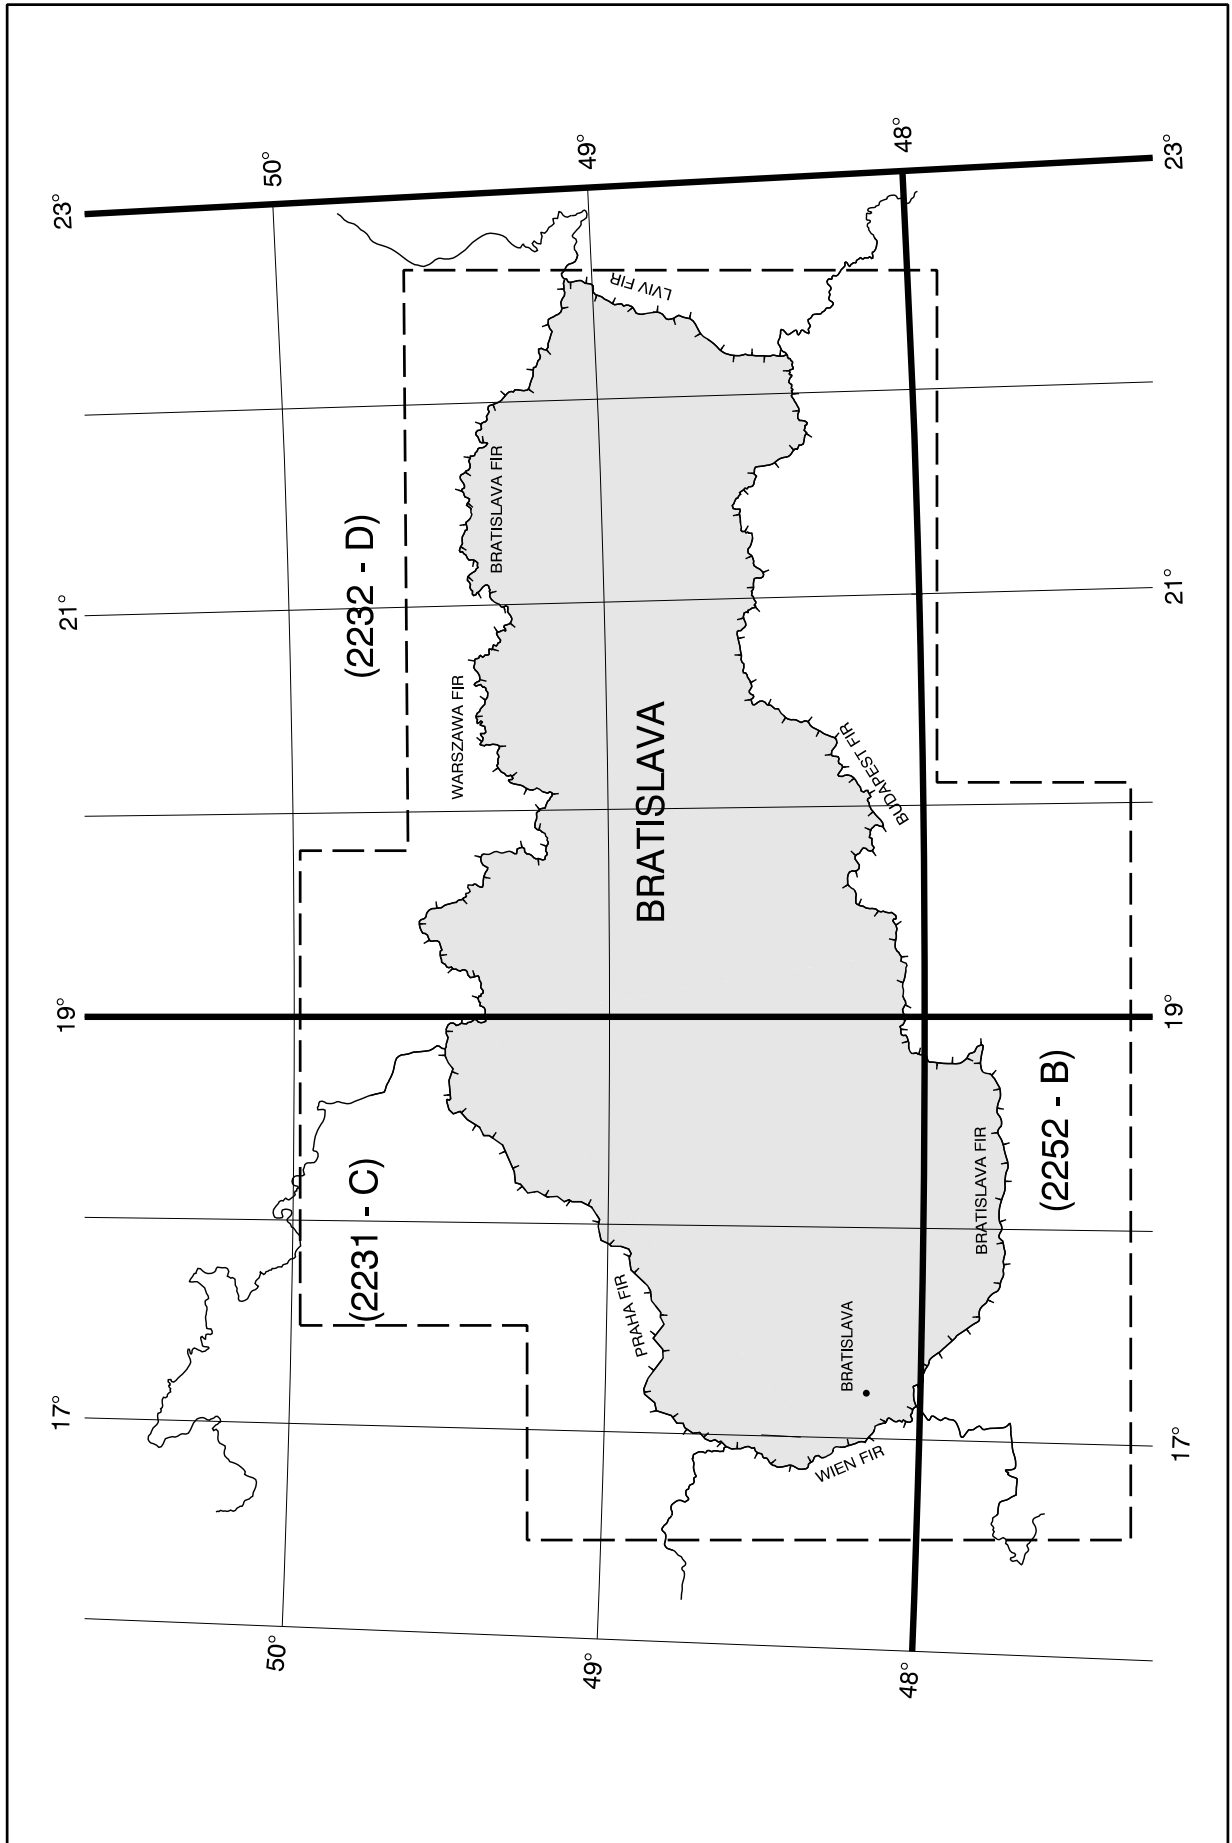 50°
49°
48°
23°
23°
LVIV FIR
BRATISLAVA FIR
(2232 - D)
21°
21°
WARSZAWA FIR
BRATISLAVA
BUDAPEST FIR
19°
19°
(2231 - C)
(2252 - B)
BRATISLAVA FIR
PRAHA FIR
BRATISLAVA
17°
17°
WIEN FIR
50°
49°
48°